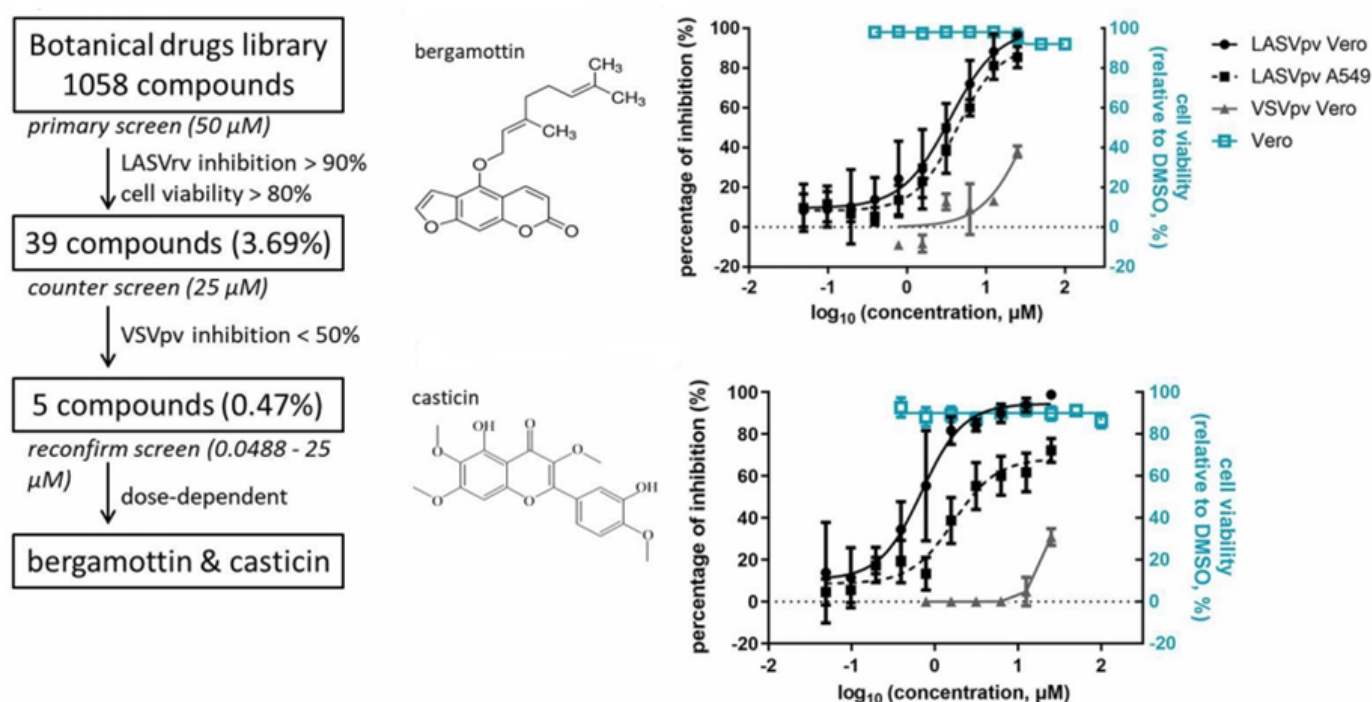 Botanical drugs library
1058 compounds
primary screen (50 µM)
LASVrv inhibition > 90%
cell viability > 80%
39 compounds (3.69%)
counter screen (25 µM)
VSVpv inhibition < 50%
5 compounds (0.47%)
reconfirm screen (0.0488 - 25
µM)
dose-dependent
bergamottin & casticin
bergamottin
CH3
CH3
CH3
O
O
O
O
percentage of inhibition (%)
100
80
60
40
20
0
-20
-2
-1
0
1
2
log10 (concentration, µM)
100
80
60
40
20
0
-20
cell viability
(relative to DMSO, %)
LASVpv Vero
LASVpv A549
VSVpv Vero
Vero
casticin
OH
O
O
O
O
O
OH
O
percentage of inhibition (%)
100
80
60
40
20
0
-20
-2
-1
0
1
2
log10 (concentration, µM)
100
80
60
40
20
0
-20
cell viability
(relative to DMSO, %)